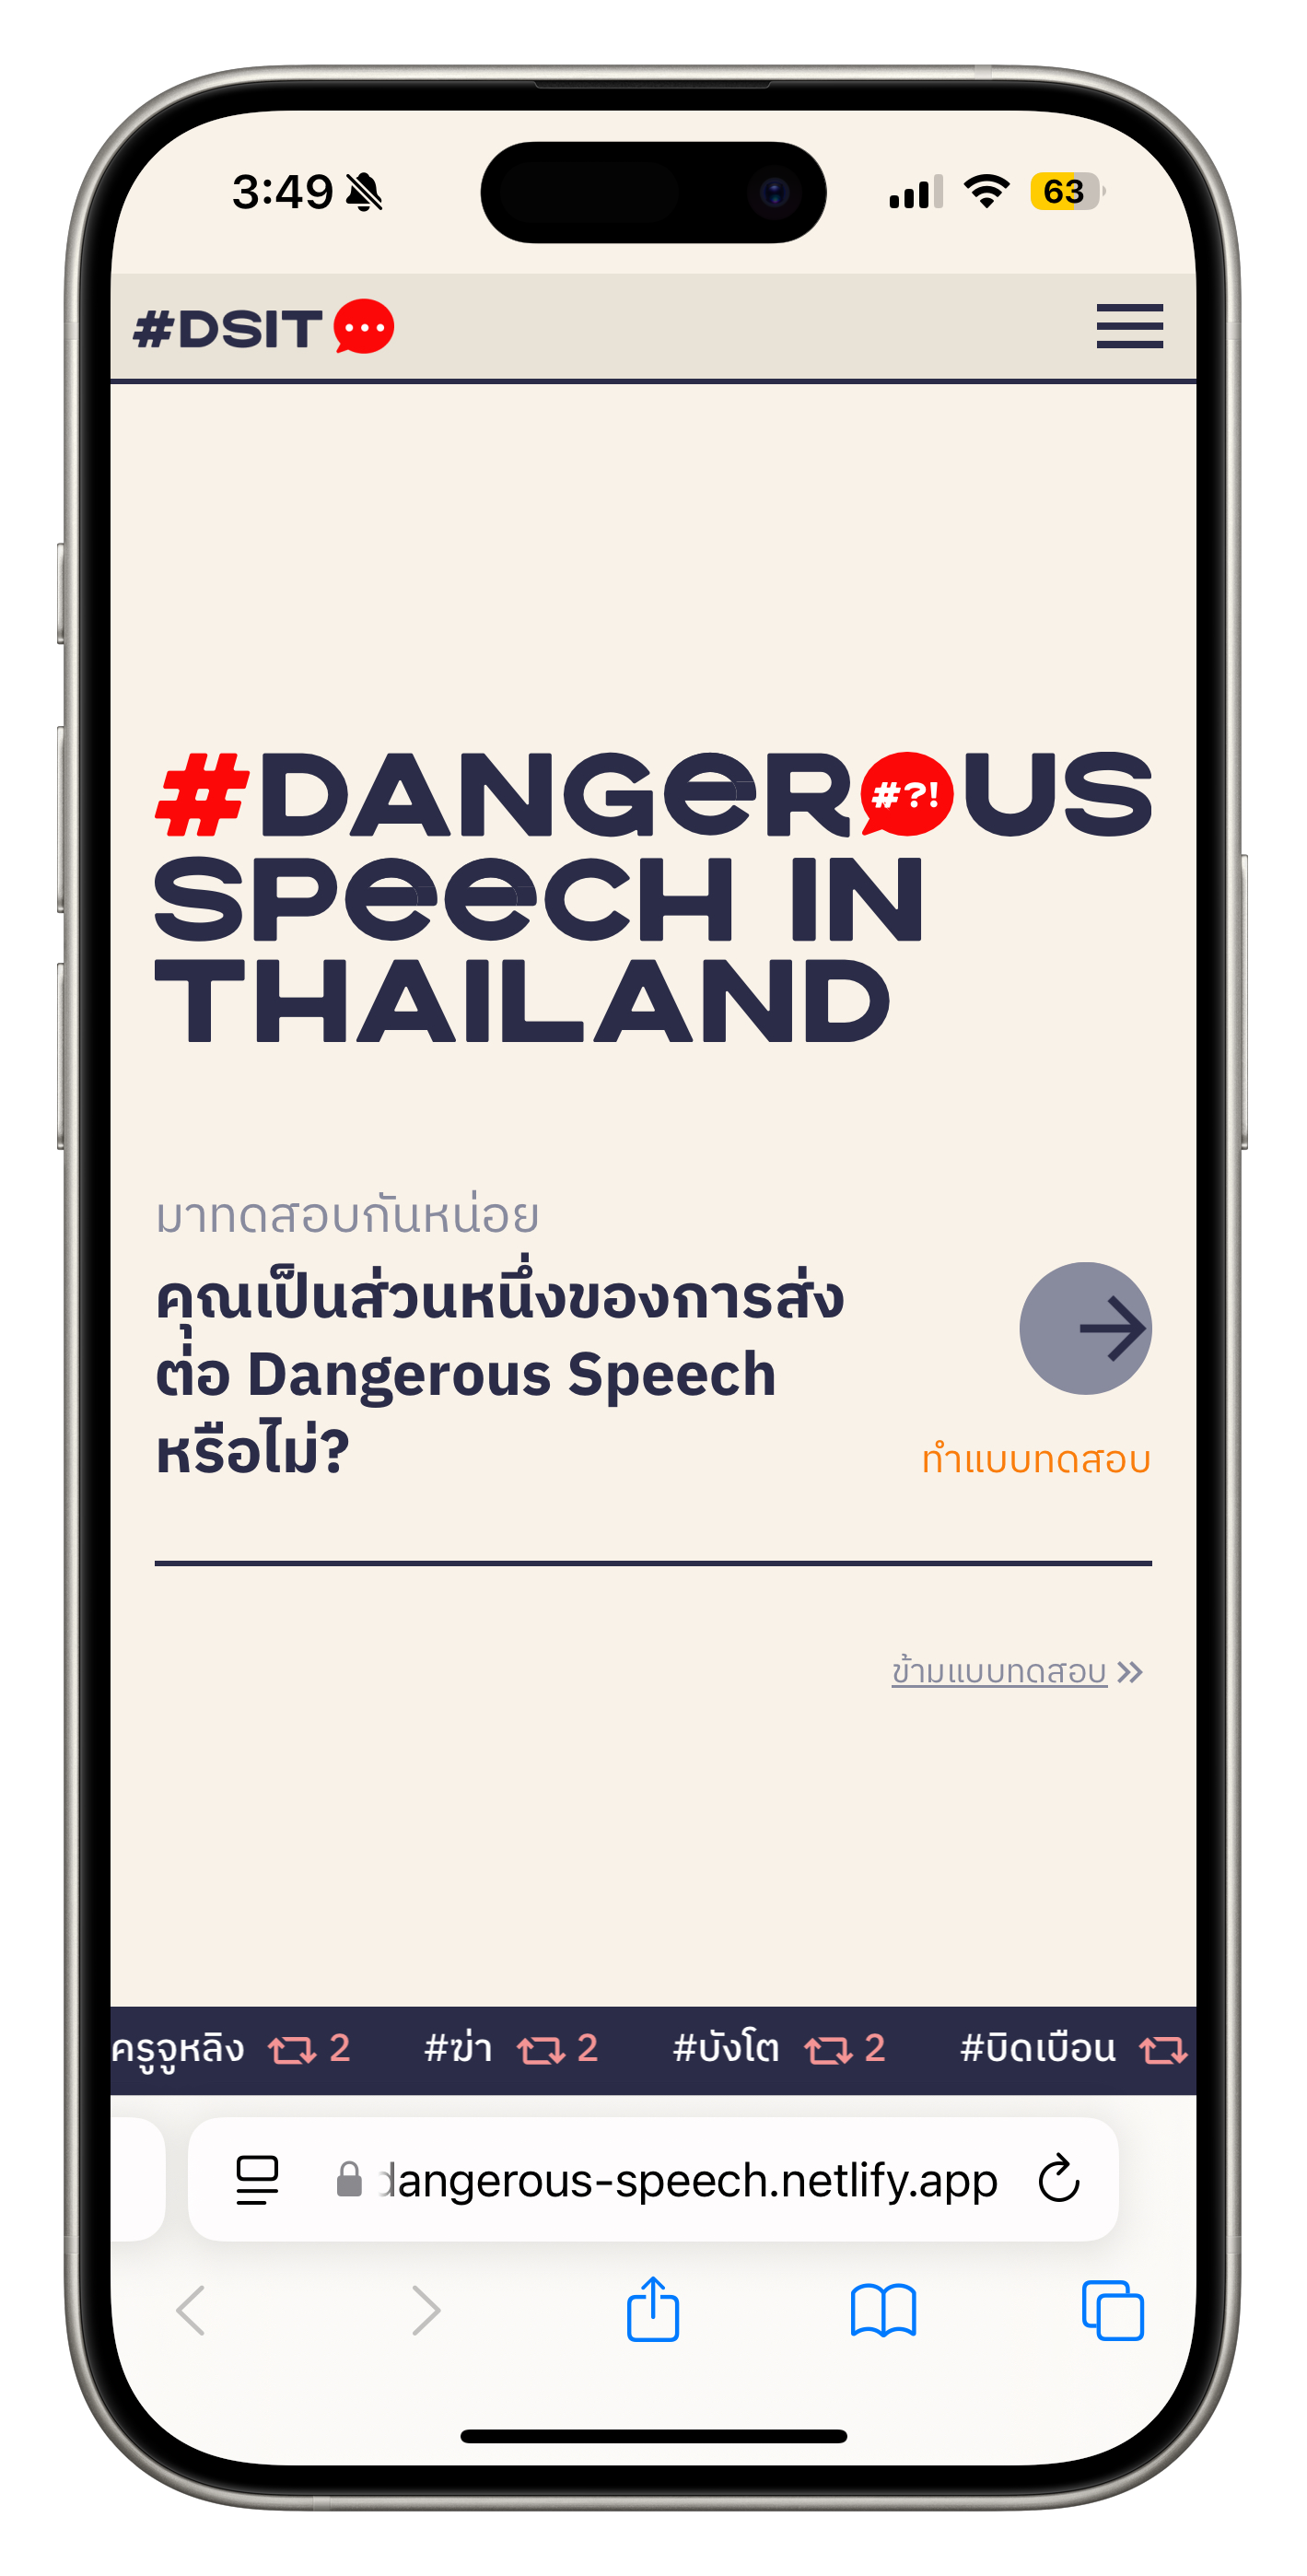 3:49
63
#DSIT
#DANGEROUS
#?!
SPEECH IN
THAILAND
มาทดสอบกันหน่อย
คุณเป็นส่วนหนึ่งของการส่ง
ต่อ Dangerous Speech
หรือไม่?
ทำแบบทดสอบ
ข้ามแบบทดสอบ »
ครูจูหลิง 2 #ฆ่า 2 #บังโต 2 #บิดเบือน
dangerous-speech.netlify.app